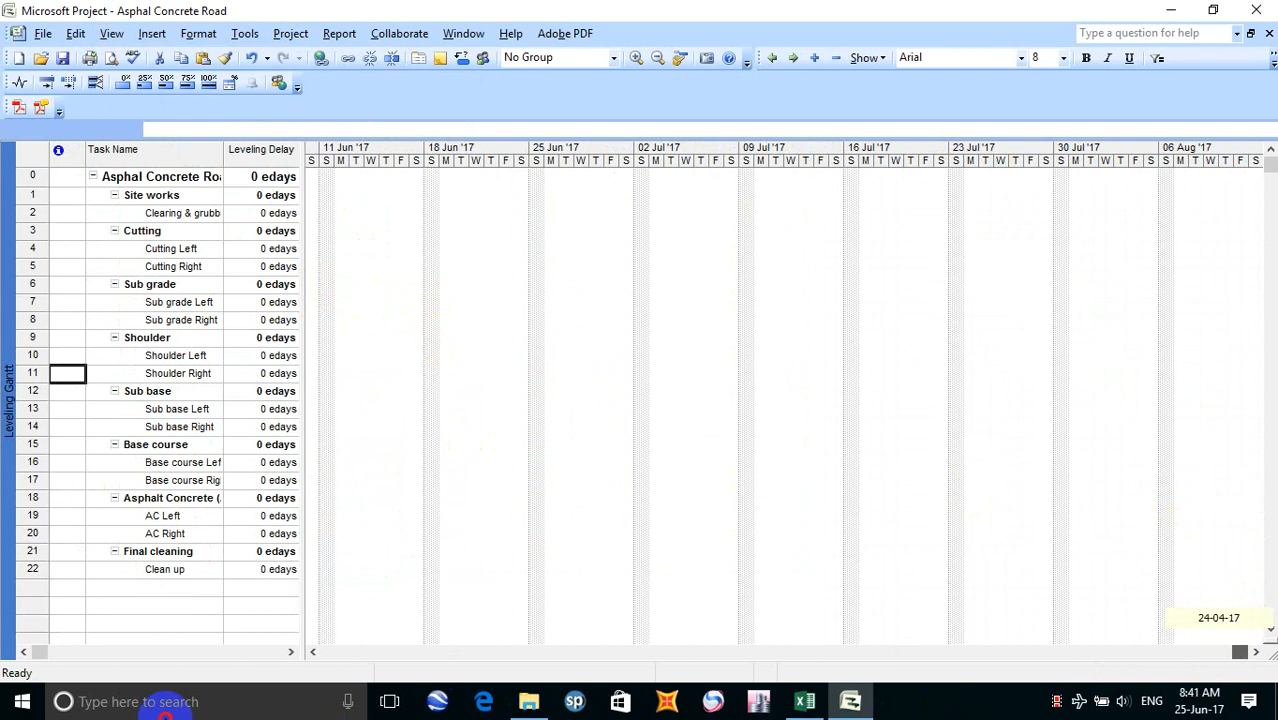 Microsoft Project - Asphal Concrete Road
File Edit View Insert Format Tools Project Report Collaborate Window Help Adobe PDF
Type a question for help
No Group
Show
Arial
8
0% 25% 50% 75% 100%
Task Name Leveling Delay
11 Jun '17 18 Jun '17 25 Jun '17 02 Jul '17 09 Jul '17 16 Jul '17 23 Jul '17 30 Jul '17 06 Aug '17
S S M T W T F S S M T W T F S S M T W T F S S M T W T F S S M T W T F S S M T W T F S S M T W T F S S M T W T F S S M T W T F S
0 Asphal Concrete Roa 0 edays
1 Site works 0 edays
2 Clearing & grubb 0 edays
3 Cutting 0 edays
4 Cutting Left 0 edays
5 Cutting Right 0 edays
6 Sub grade 0 edays
7 Sub grade Left 0 edays
8 Sub grade Right 0 edays
9 Shoulder 0 edays
10 Shoulder Left 0 edays
11 Shoulder Right 0 edays
12 Sub base 0 edays
13 Sub base Left 0 edays
14 Sub base Right 0 edays
15 Base course 0 edays
16 Base course Lef 0 edays
17 Base course Rig 0 edays
18 Asphalt Concrete (. 0 edays
19 AC Left 0 edays
20 AC Right 0 edays
21 Final cleaning 0 edays
22 Clean up 0 edays
Leveling Gantt
24-04-17
Ready
Type here to search
ENG
8:41 AM
25-Jun-17